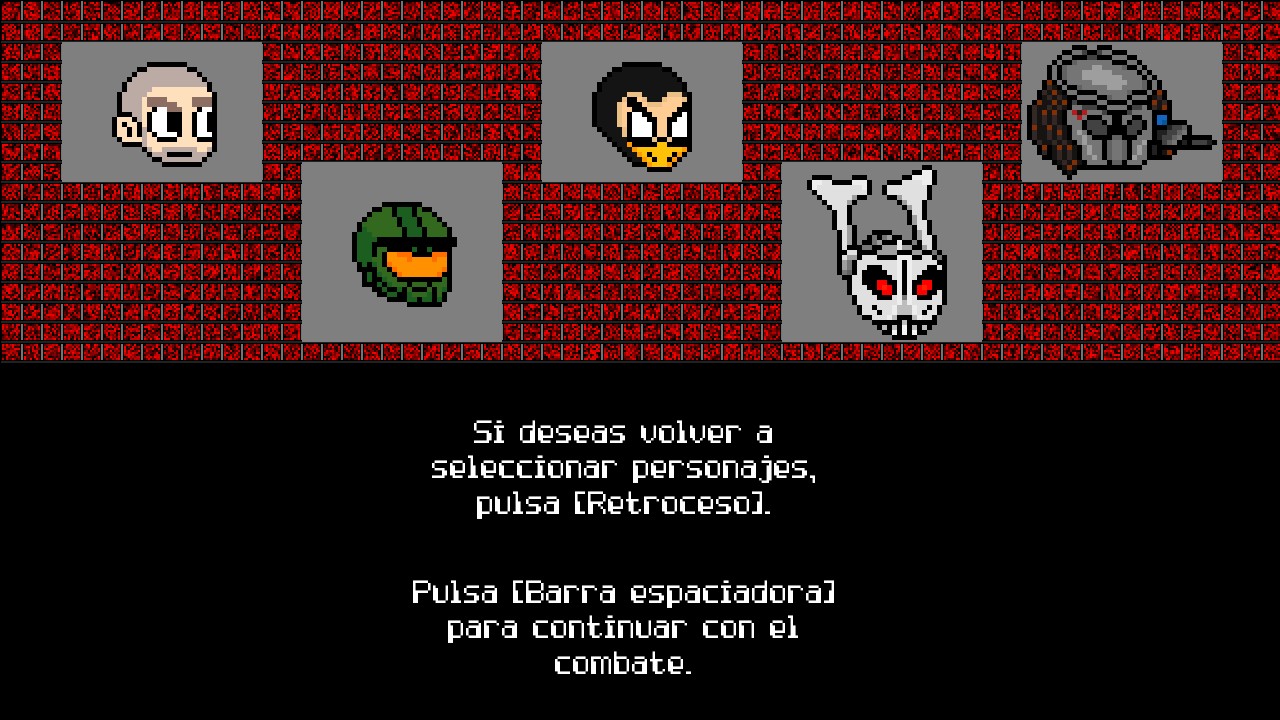 Si deseas volver a
seleccionar personajes,
pulsa [Retroceso].
Pulsa [Barra espaciadora]
para continuar con el
combate.